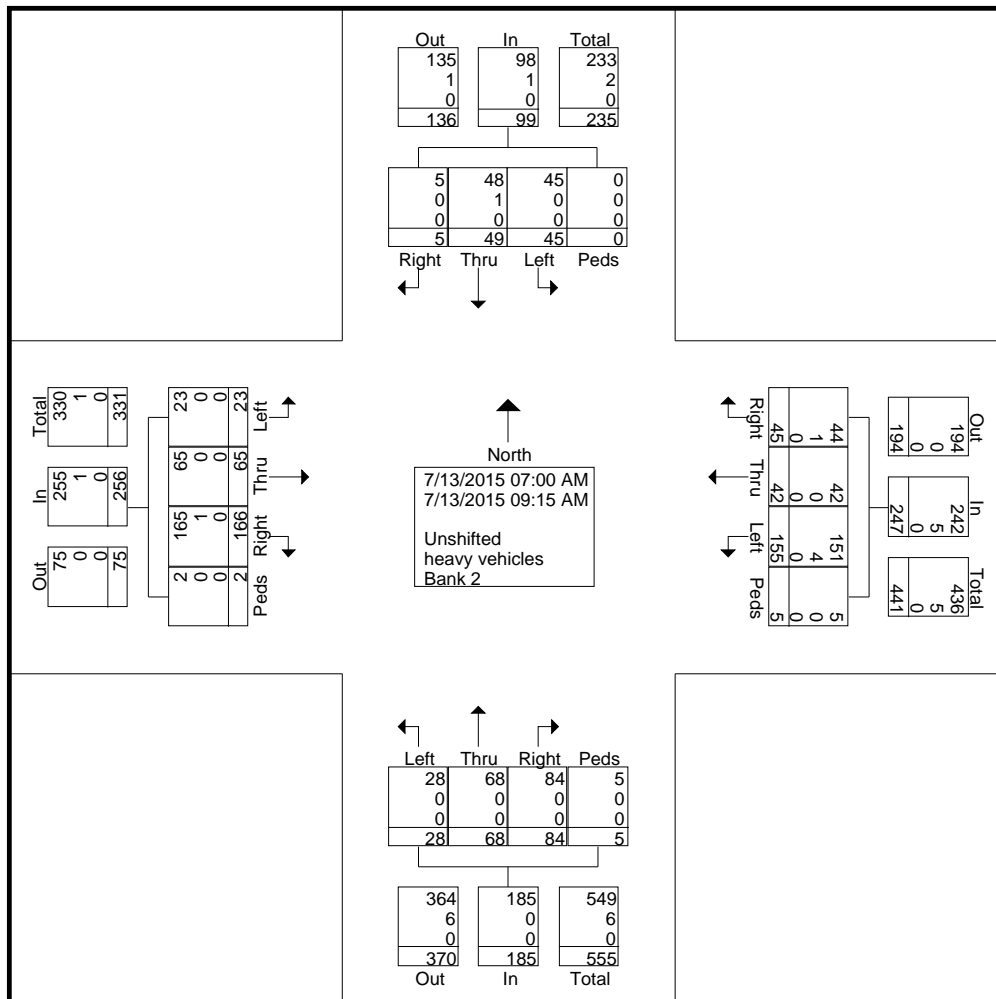 Out In Total
135 98 233
1 1 2
0 0 0
136 99 235
5 48 45 0
0 1 0 0
0 0 0 0
5 49 45 0
Right Thru Left Peds
Total
330 1 0 331
In
255 1 0 256
Out
75 0 0 75
Left
23 0 0 23
Thru
65 0 0 65
Right
165 1 0 166
Peds
2 0 0 2
North
7/13/2015 07:00 AM
7/13/2015 09:15 AM
Unshifted
heavy vehicles
Bank 2
Right
44 1 0 45
Thru
42 0 0 42
Left
151 4 0 155
Peds
5 0 0 5
Out
194 0 0 194
In
242 5 0 247
Total
436 5 0 441
Left Thru Right Peds
28 68 84 5
0 0 0 0
0 0 0 0
28 68 84 5
364 185 549
6 0 6
0 0 0
370 185 555
Out In Total